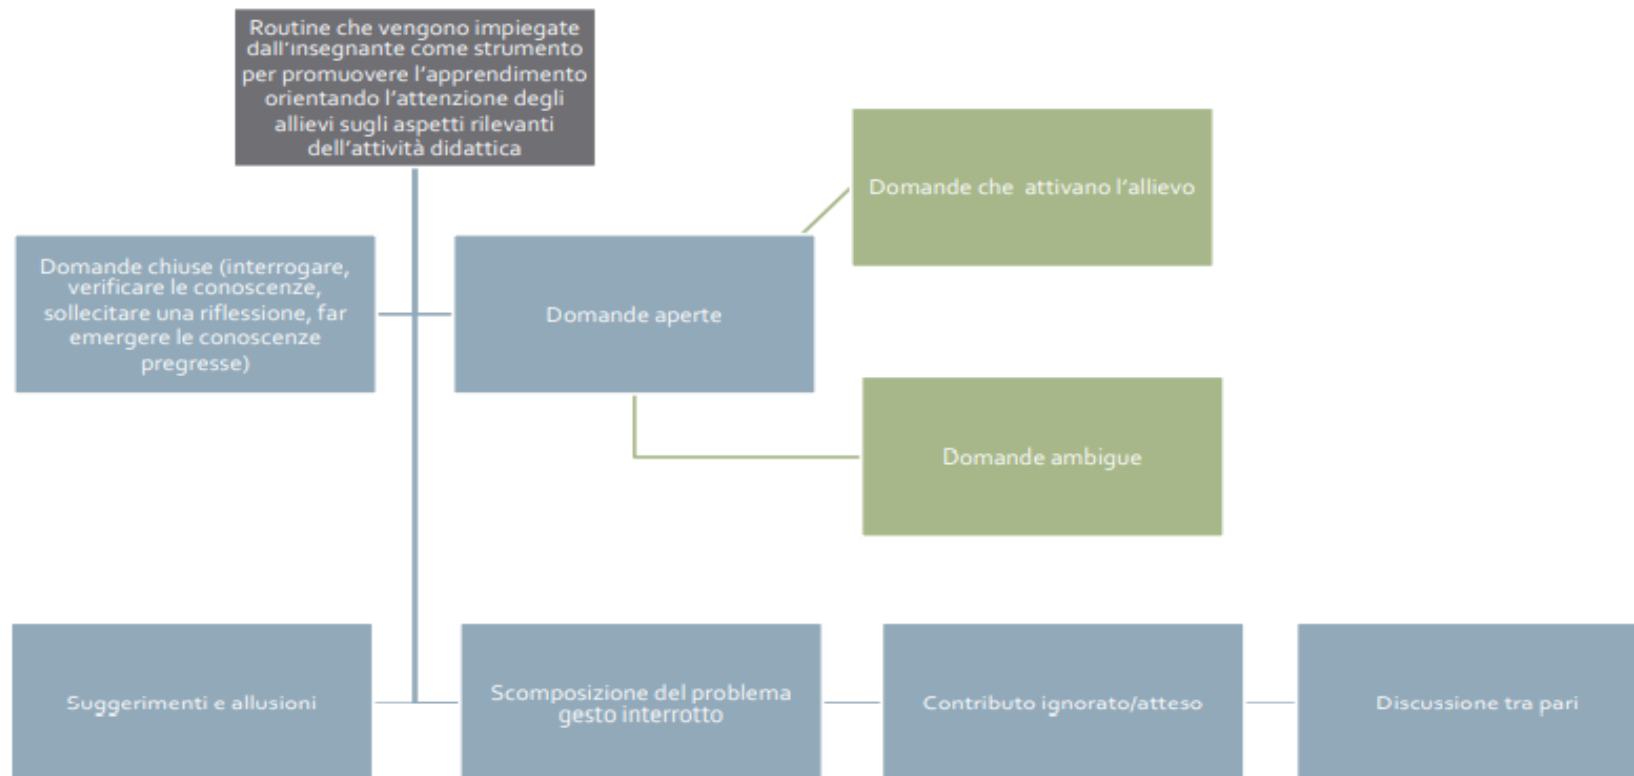 Routine che vengono impiegate
dall'insegnante come strumento
per promuovere l'apprendimento
orientando l'attenzione degli
allievi sugli aspetti rilevanti
dell'attività didattica
Domande che attivano l'allievo
Domande chiuse (interrogare,
verificare le conoscenze,
sollecitare una riflessione, far
emergere le conoscenze
pregresse)
Domande aperte
Domande ambigue
Suggerimenti e allusioni
Scomposizione del problema
gesto interrotto
Contributo ignorato/atteso
Discussione tra pari